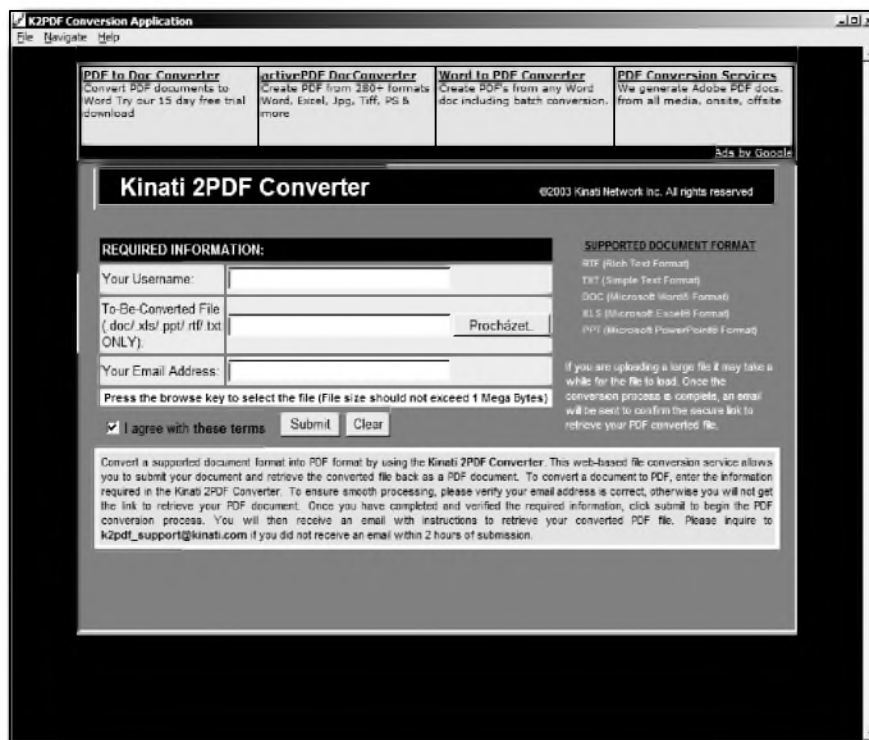 K2PDF Conversion Application
File Navigate Help
PDF to Doc Converter
Convert PDF documents to
Word Try our 15 day free trial
download
activePDF DocConverter
Create PDF from 280+ formats
Word, Excel, Jpg, Tiff, PS &
more
Word to PDF Converter
Create PDF's from any Word
doc including batch conversion.
PDF Conversion Services
We generate Adobe PDF docs.
from all media, onsite, offsite
Ads by Google
Kinati 2PDF Converter
©2003 Kinati Network Inc. All rights reserved
REQUIRED INFORMATION:
Your Username:
To-Be-Converted File
(.doc/.xls/.ppt/.rtf/.txt
ONLY).
Procházet.
Your Email Address:
Press the browse key to select the file (File size should not exceed 1 Mega Bytes)
I agree with these terms
Submit
Clear
SUPPORTED DOCUMENT FORMAT
RTF (Rich Text Format)
TXT (Simple Text Format)
DOC (Microsoft Word® Format)
XLS (Microsoft Excel® Format)
PPT (Microsoft PowerPoint® Format)
If you are uploading a large file it may take a
while for the file to load. Once the
conversion process is complete, an email
will be sent to confirm the secure link to
retrieve your PDF converted file.
Convert a supported document format into PDF format by using the Kinati 2PDF Converter. This web-based file conversion service allows
you to submit your document and retrieve the converted file back as a PDF document. To convert a document to PDF, enter the information
required in the Kinati 2PDF Converter. To ensure smooth processing, please verify your email address is correct, otherwise you will not get
the link to retrieve your PDF document. Once you have completed and verified the required information, click submit to begin the PDF
conversion process. You will then receive an email with instructions to retrieve your converted PDF file. Please inquire to
k2pdf_support@kinati.com if you did not receive an email within 2 hours of submission.